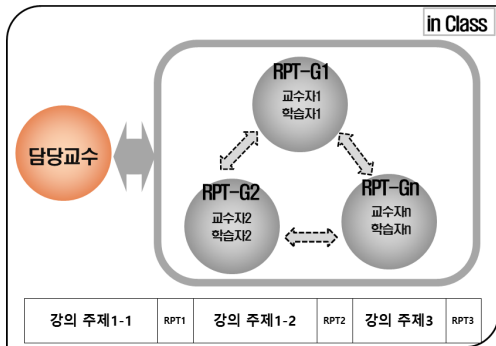 in Class
RPT-G1
교수자1
학습자1
담당교수
RPT-G2
교수자2
학습자2
RPT-Gn
교수자n
학습자n
강의 주제1-1
RPT1
강의 주제1-2
RPT2
강의 주제3
RPT3